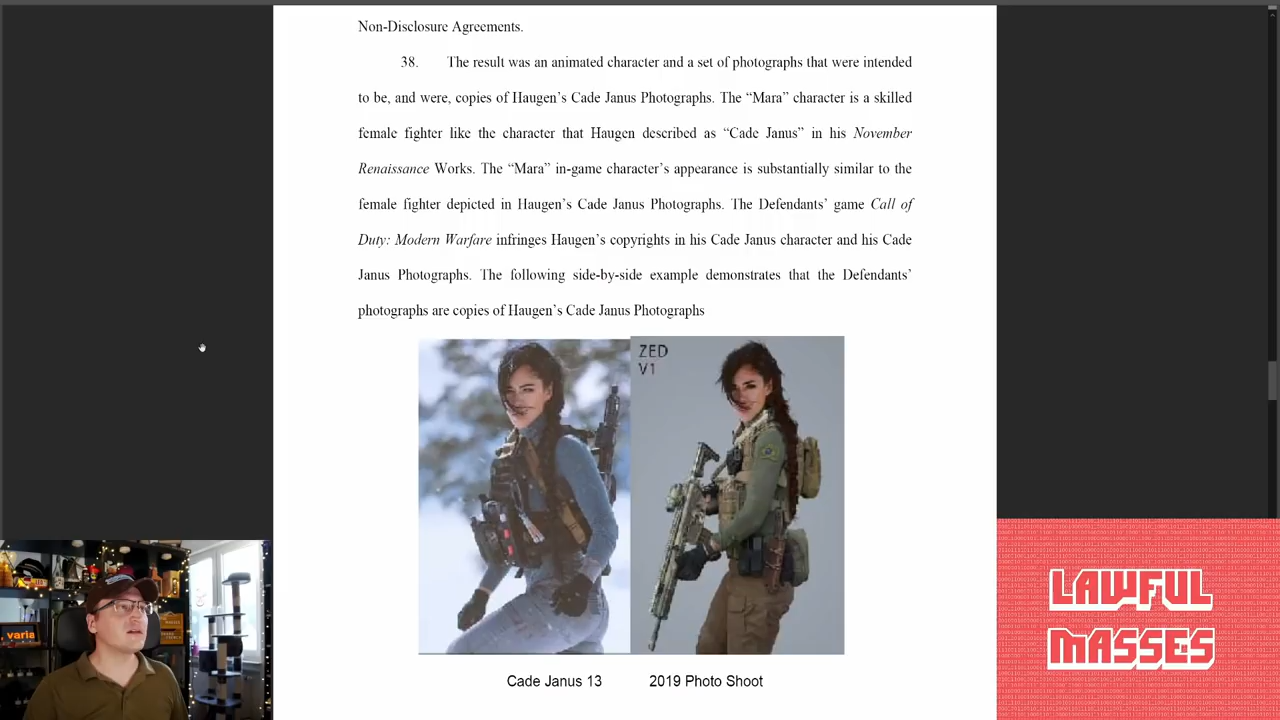 Non-Disclosure Agreements.
38. The result was an animated character and a set of photographs that were intended
to be, and were, copies of Haugen’s Cade Janus Photographs. The “Mara” character is a skilled
female fighter like the character that Haugen described as “Cade Janus” in his November
Renaissance Works. The “Mara” in-game character’s appearance is substantially similar to the
female fighter depicted in Haugen’s Cade Janus Photographs. The Defendants’ game Call of
Duty: Modern Warfare infringes Haugen’s copyrights in his Cade Janus character and his Cade
Janus Photographs. The following side-by-side example demonstrates that the Defendants’
photographs are copies of Haugen’s Cade Janus Photographs
ZED
V1
Cade Janus 13
2019 Photo Shoot
varia
LAWFUL
MASSES